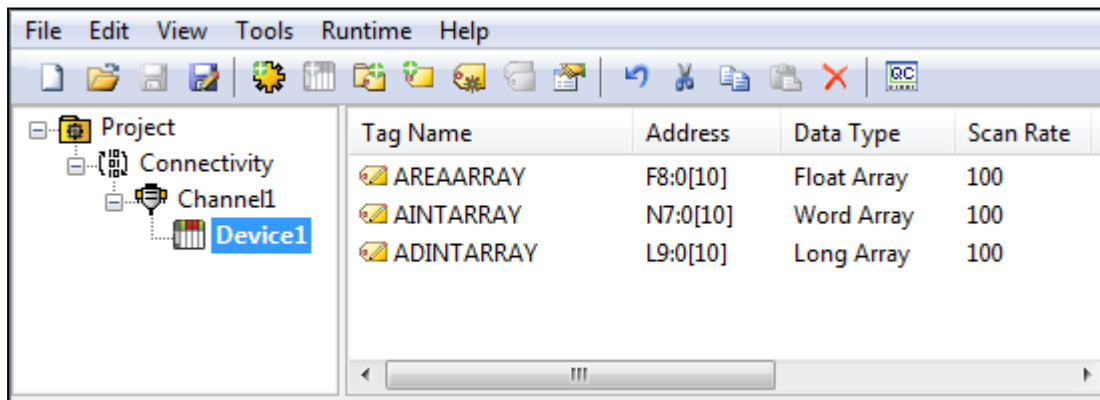 File Edit View Tools Runtime Help
QC
Project
Connectivity
Channel1
Device1
Tag Name Address Data Type Scan Rate
AREAARRAY F8:0[10] Float Array 100
AINTARRAY N7:0[10] Word Array 100
ADINTARRAY L9:0[10] Long Array 100